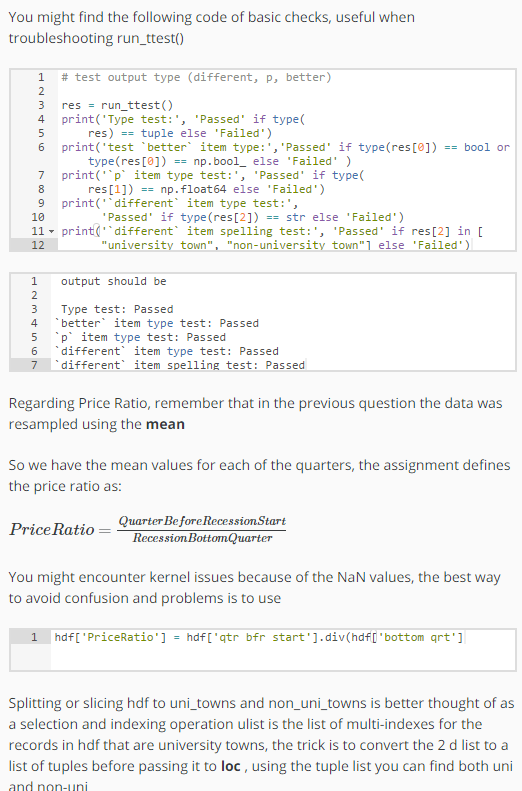 You might find the following code of basic checks, useful when
troubleshooting run_ttest()
1 # test output type (different, p, better)
2
3 res = run_ttest()
4 print('Type test:', 'Passed' if type(
5 res) == tuple else 'Failed')
6 print('test `better` item type:','Passed' if type(res[0]) == bool or
type(res[0]) == np.bool_ else 'Failed' )
7 print('`p` item type test:', 'Passed' if type(
8 res[1]) == np.float64 else 'Failed')
9 print('`different` item type test:',
10 'Passed' if type(res[2]) == str else 'Failed')
11 print('`different` item spelling test:', 'Passed' if res[2] in [
12 "university town", "non-university town"] else 'Failed')
1 output should be
2
3 Type test: Passed
4 `better` item type test: Passed
5 `p` item type test: Passed
6 `different` item type test: Passed
7 `different` item spelling test: Passed
Regarding Price Ratio, remember that in the previous question the data was
resampled using the mean
So we have the mean values for each of the quarters, the assignment defines
the price ratio as:
PriceRatio = QuarterBeforeRecessionStart
RecessionBottomQuarter
You might encounter kernel issues because of the NaN values, the best way
to avoid confusion and problems is to use
1 hdf['PriceRatio'] = hdf['qtr bfr start'].div(hdf['bottom qrt']
Splitting or slicing hdf to uni_towns and non_uni_towns is better thought of as
a selection and indexing operation ulist is the list of multi-indexes for the
records in hdf that are university towns, the trick is to convert the 2 d list to a
list of tuples before passing it to loc , using the tuple list you can find both uni
and non-uni